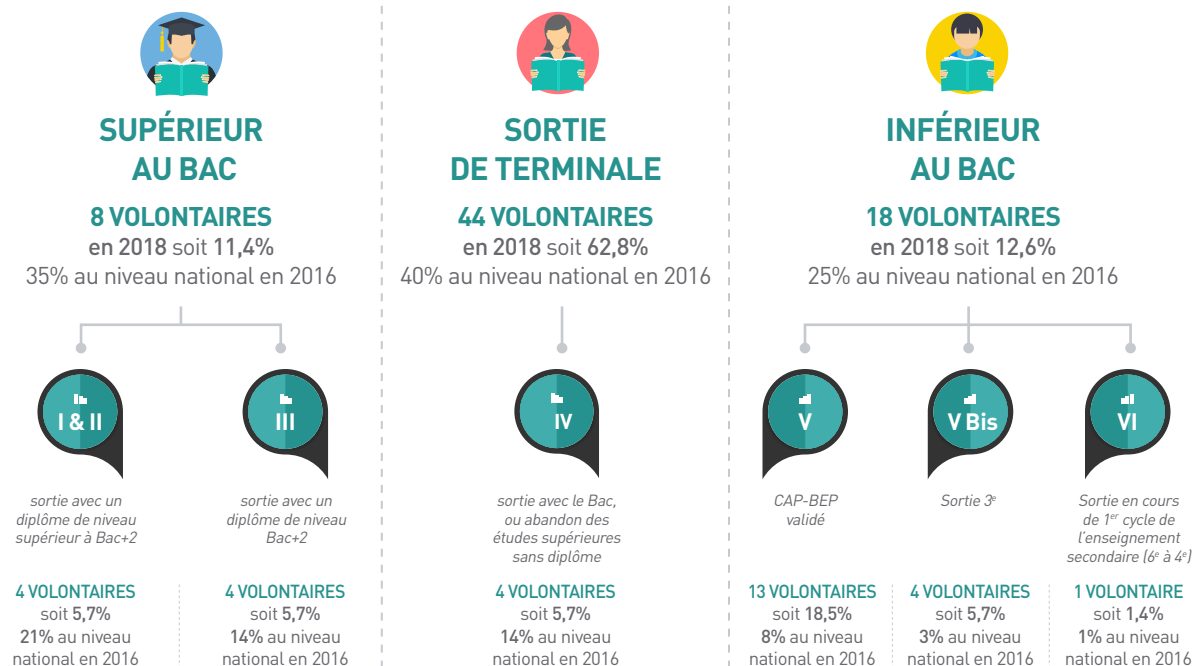 SUPÉRIEUR
AU BAC
8 VOLONTAIRES
en 2018 soit 11,4%
35% au niveau national en 2016
I & II
III
sortie avec un
diplôme de niveau
supérieur à Bac+2
sortie avec un
diplôme de niveau
Bac+2
4 VOLONTAIRES
soit 5,7%
21% au niveau
national en 2016
4 VOLONTAIRES
soit 5,7%
14% au niveau
national en 2016
SORTIE
DE TERMINALE
44 VOLONTAIRES
en 2018 soit 62,8%
40% au niveau national en 2016
IV
sortie avec le Bac,
ou abandon des
études supérieures
sans diplôme
4 VOLONTAIRES
soit 5,7%
14% au niveau
national en 2016
INFÉRIEUR
AU BAC
18 VOLONTAIRES
en 2018 soit 12,6%
25% au niveau national en 2016
V
V Bis
VI
CAP-BEP
validé
Sortie 3e
Sortie en cours
de 1er cycle de
l'enseignement
secondaire (6e à 4e)
13 VOLONTAIRES
soit 18,5%
8% au niveau
national en 2016
4 VOLONTAIRES
soit 5,7%
3% au niveau
national en 2016
1 VOLONTAIRE
soit 1,4%
1% au niveau
national en 2016